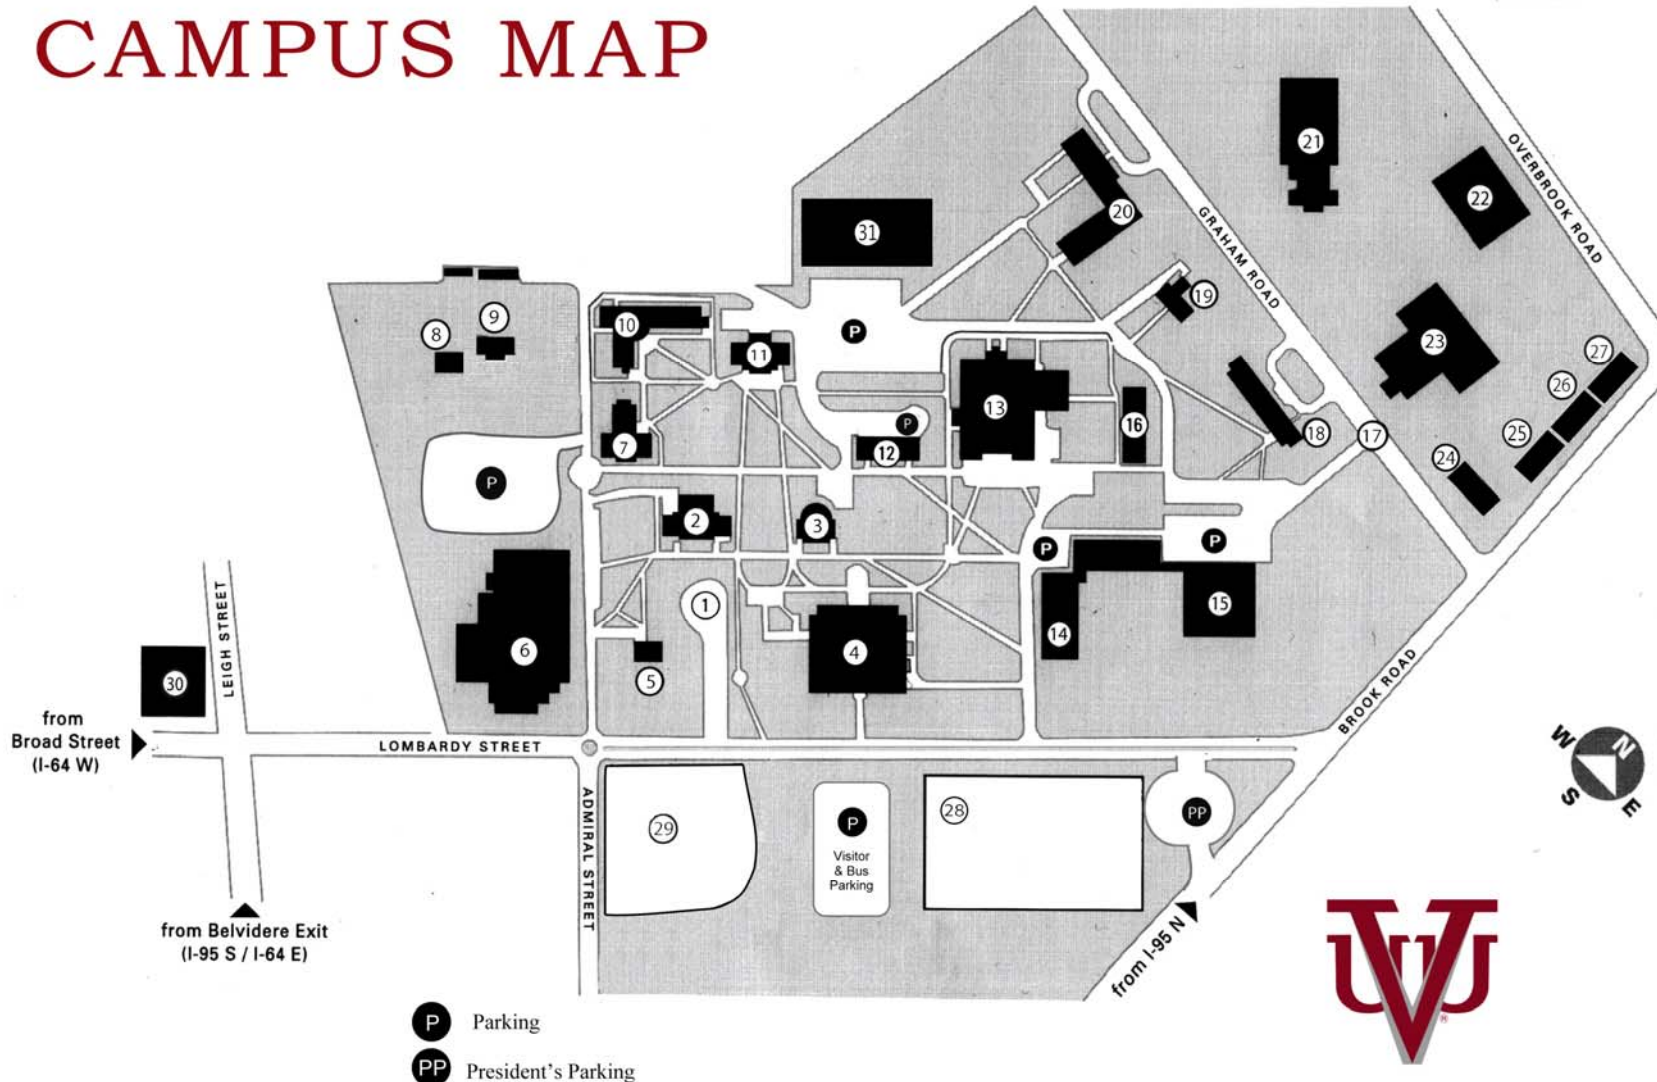 CAMPUS MAP
21
OVERBROOK ROAD
22
20
GRAHAM ROAD
31
19
9
8
10
P
11
23
27
26
13
16
P
12
7
18
17
25
24
P
2
3
P
P
1
15
14
4
6
5
LEIGH STREET
30
BROOK ROAD
from
Broad Street
(I-64 W)
LOMBARDY STREET
W
N
S
E
ADMIRAL STREET
29
P
Visitor
& Bus
Parking
28
PP
from Belvidere Exit
(I-95 S / I-64 E)
from I-95 N
VUU
®
P Parking
PP President's Parking